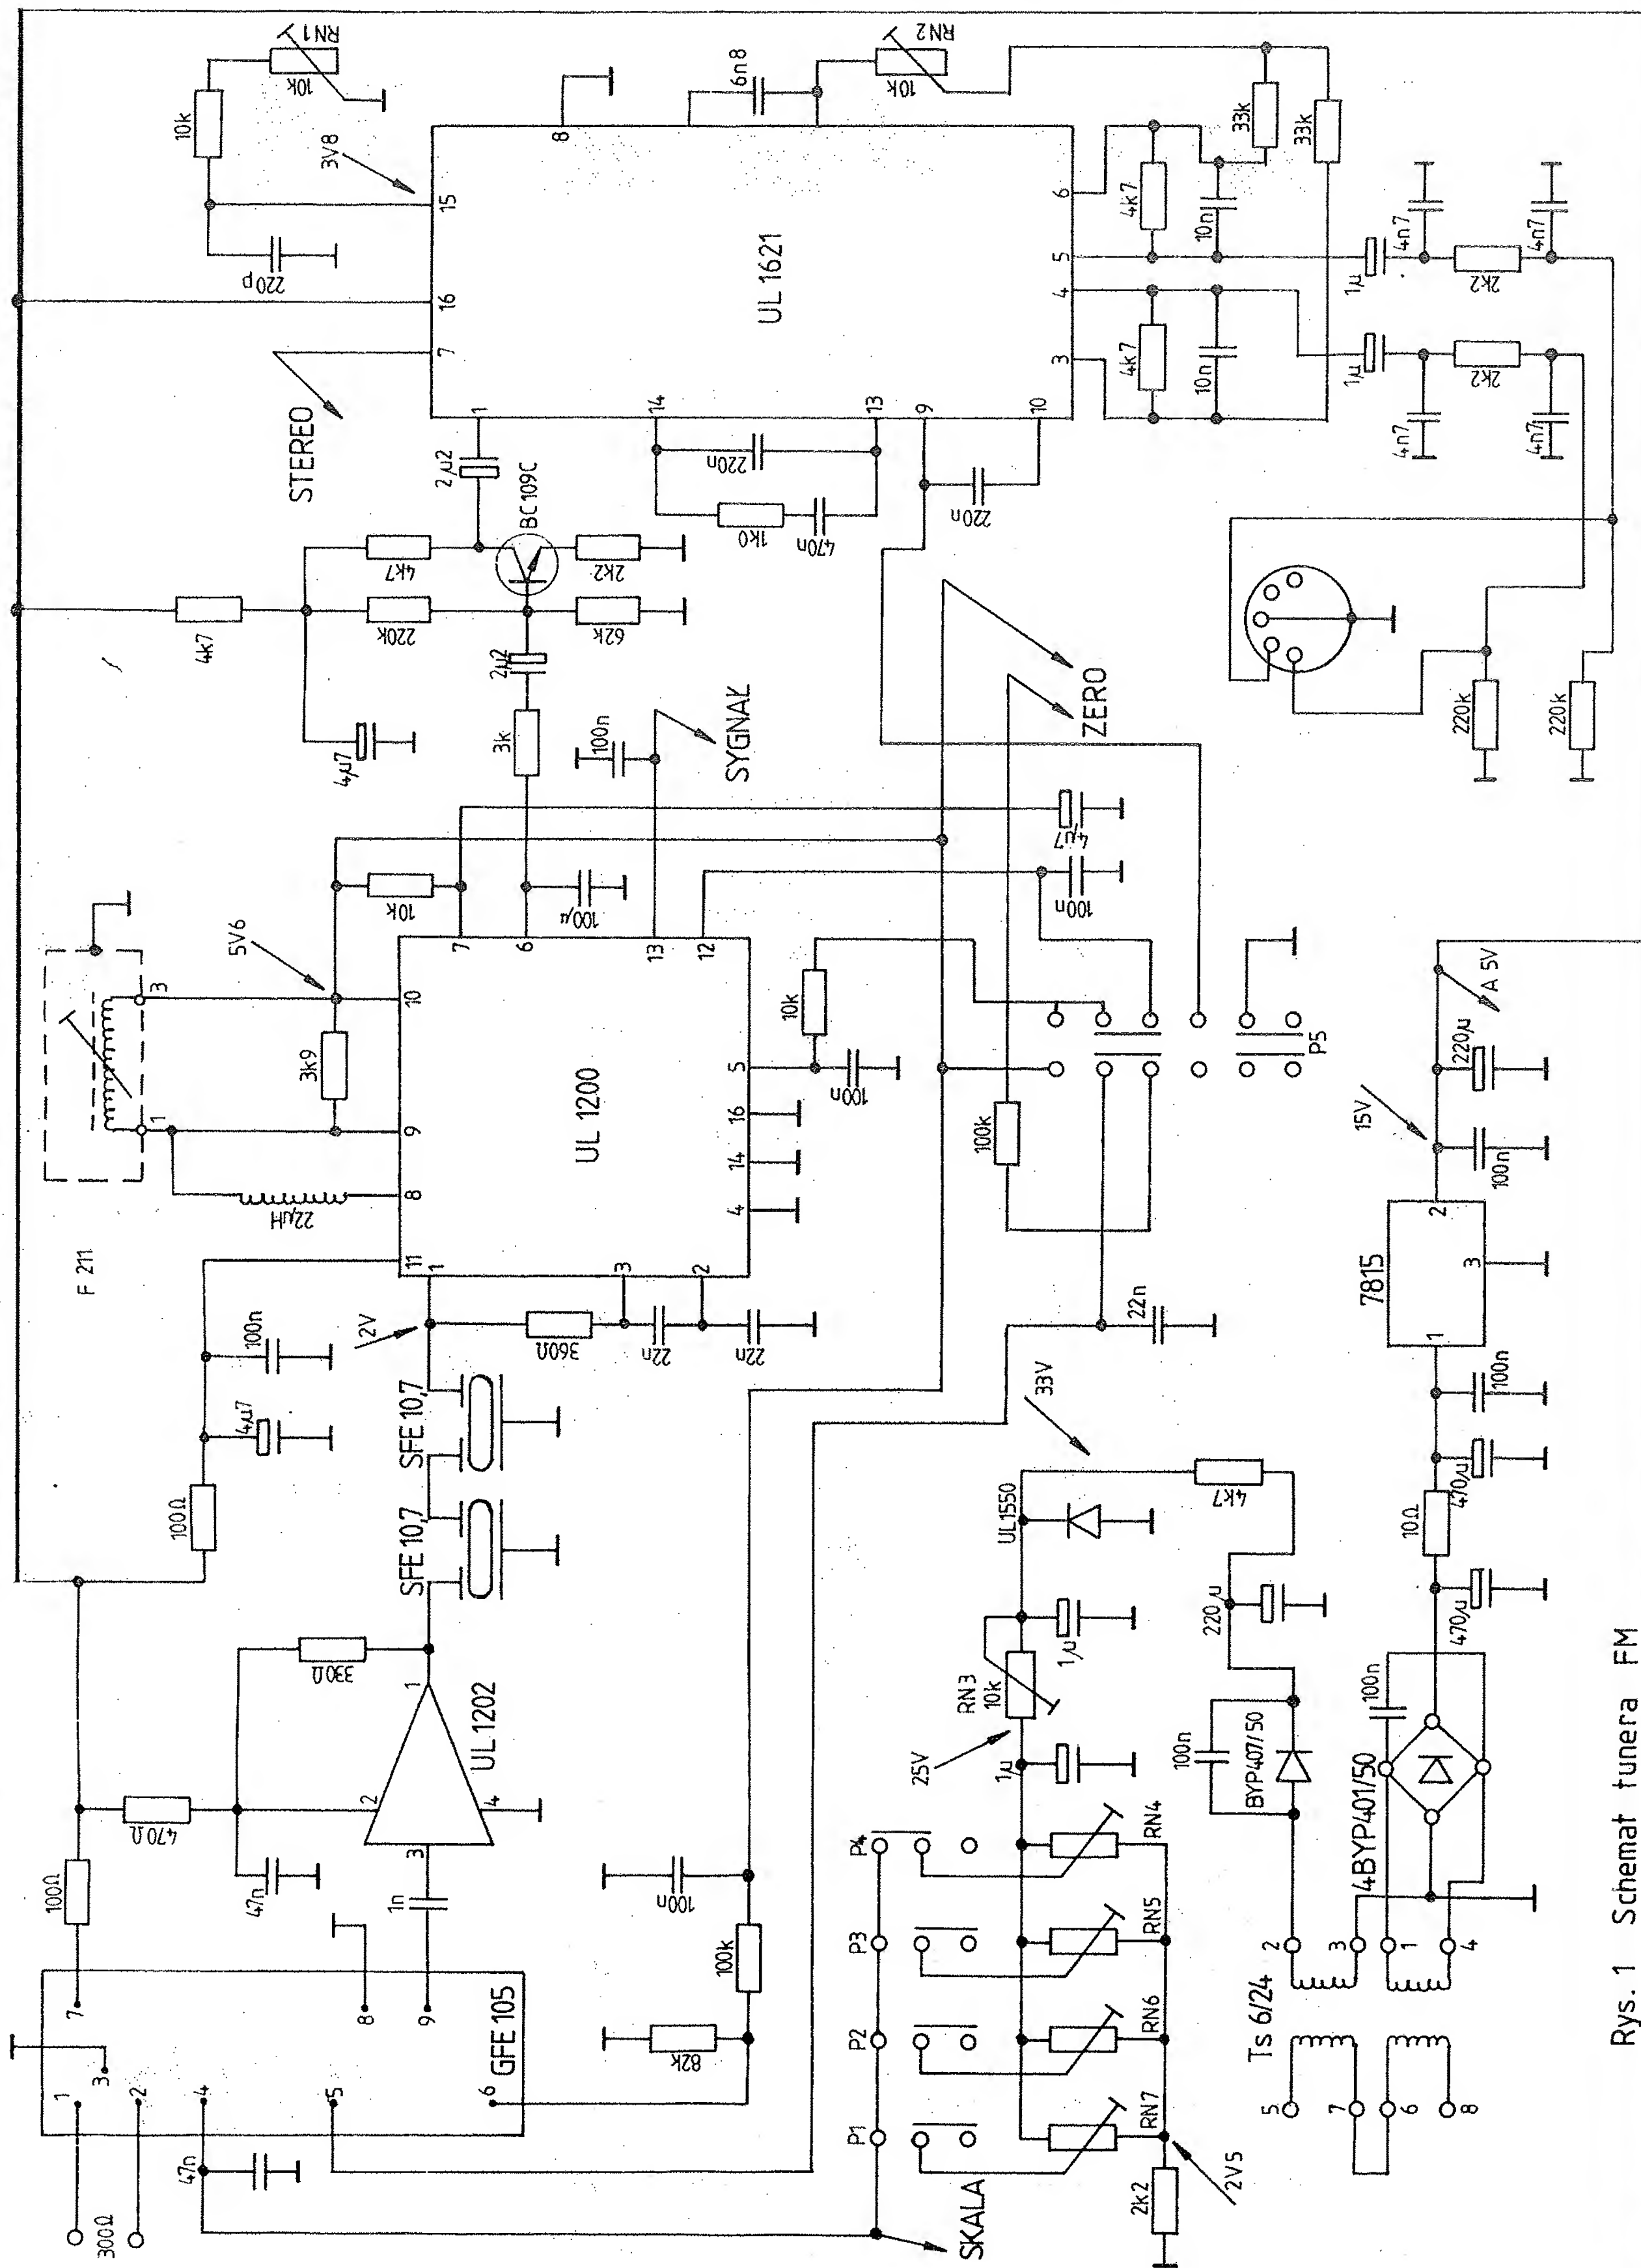 300Ω
47n
1
2
3
4
5
6
7
8
9
GFE 105
82k
100k
100n
100Ω
47n
1n
470Ω
330Ω
UL1202
1
2
3
4
SFE 10,7
SFE 10,7
100Ω
4µ7
100n
F 211
22µH
1
3
3k9
5V6
12V
360Ω
22n
22n
UL 1200
11
1
3
2
8
9
10
7
6
13
12
5
16
14
4
10k
100µ
100n
SYGNAŁ
3k
2µ2
4µ7
4k7
220k
62k
4k7
2k2
BC109C
2µ2
STEREO
4µ7
100n
10k
100n
100k
22n
P5
ZERO
UL 1621
1
7
16
15
8
14
13
9
10
3
4
5
6
220p
10k
10k
RN1
3V8
6n8
10k
RN2
1k0
470n
220n
220n
4k7
10n
4k7
10n
33k
33k
1µ
1µ
4n7
4n7
2k2
2k2
4n7
4n7
220k
220k
SKALA
P1
P2
P3
P4
RN7
RN6
RN5
RN4
2k2
2V5
25V
1µ
RN3
10k
1µ
UL1550
33V
4k7
220µ
100n
BYP407/50
Ts 6/24
5
7
6
8
2
3
1
4
4BYP401/50
100n
470µ
10Ω
470µ
100n
7815
1
2
3
15V
100n
220µ
A 5V
Rys. 1 Schemat tunera FM